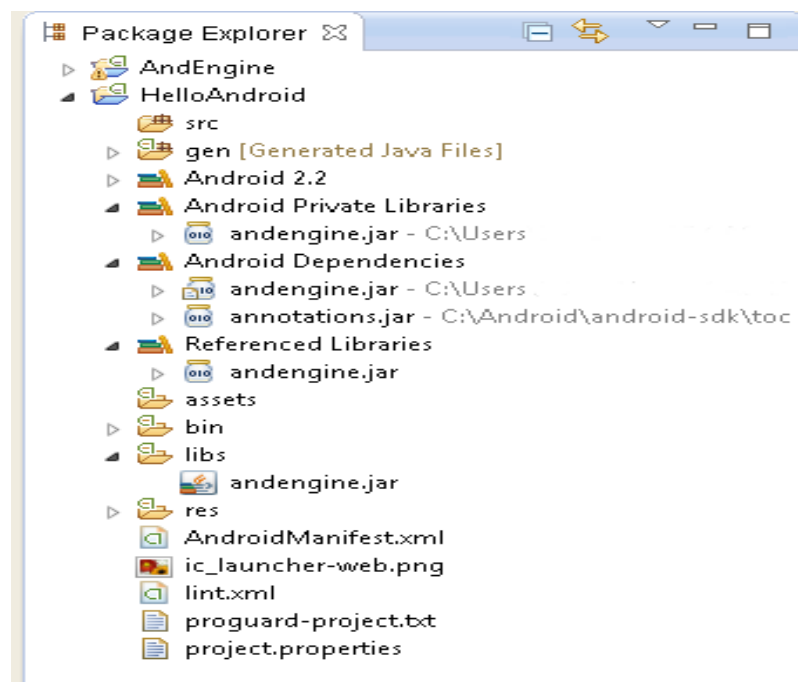 Package Explorer
AndEngine
HelloAndroid
src
gen [Generated Java Files]
Android 2.2
Android Private Libraries
andengine.jar - C:\Users
Android Dependencies
andengine.jar - C:\Users
annotations.jar - C:\Android\android-sdk\toc
Referenced Libraries
andengine.jar
assets
bin
libs
andengine.jar
res
AndroidManifest.xml
ic_launcher-web.png
lint.xml
proguard-project.txt
project.properties